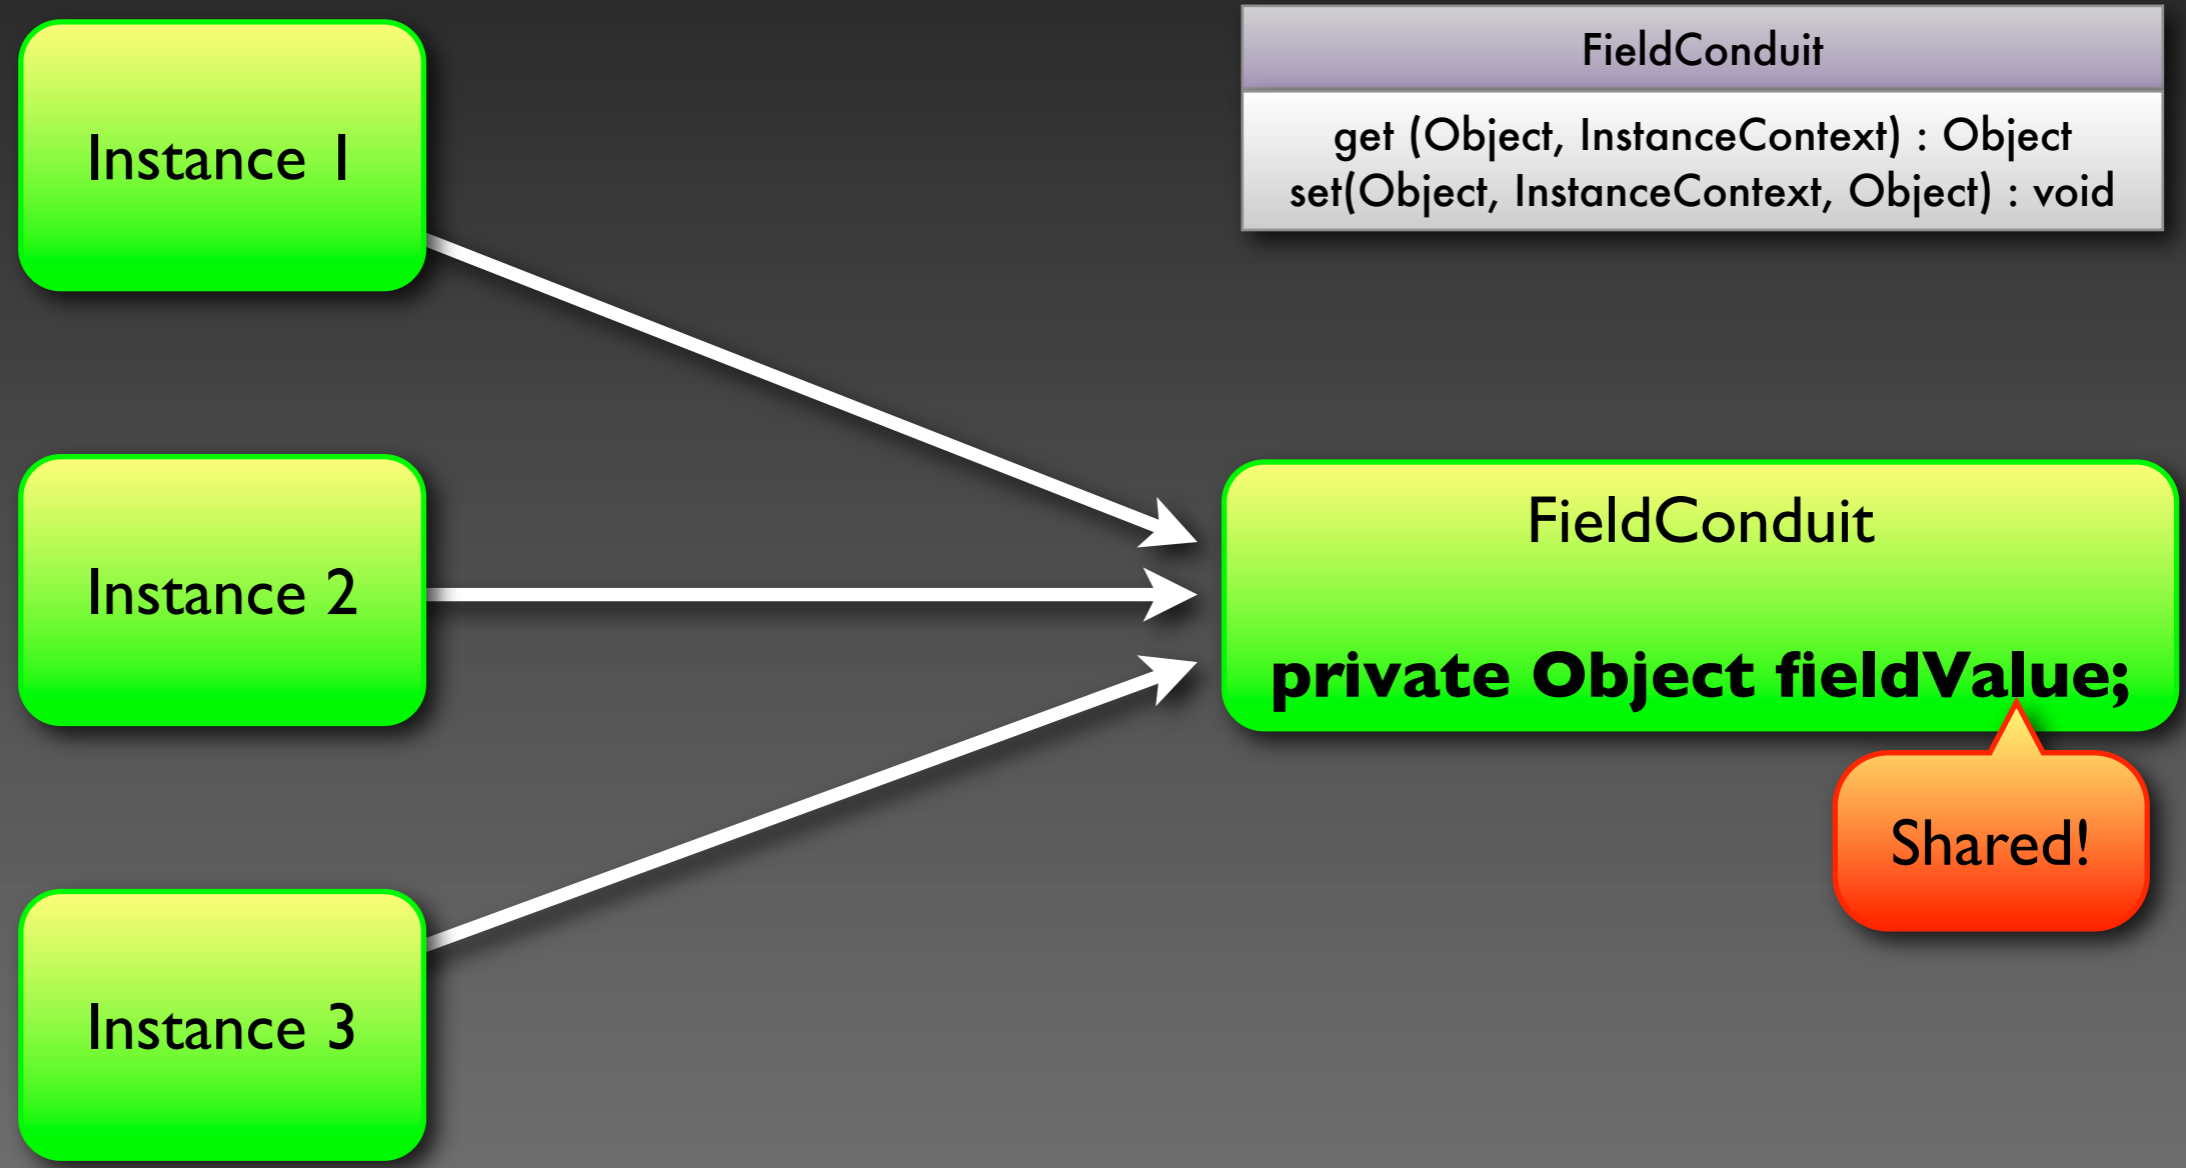 Instance 1
FieldConduit
get (Object, InstanceContext) : Object
set(Object, InstanceContext, Object) : void
Instance 2
FieldConduit
private Object fieldValue;
Shared!
Instance 3